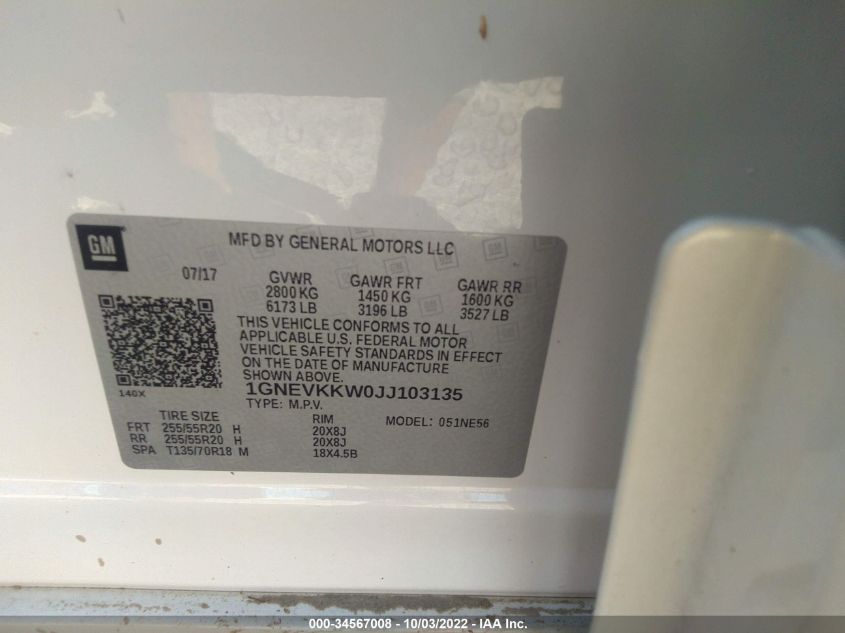 GM
MFD BY GENERAL MOTORS LLC
07/17
GVWR GAWR FRT GAWR RR
2800 KG 1450 KG 1600 KG
6173 LB 3196 LB 3527 LB
THIS VEHICLE CONFORMS TO ALL
APPLICABLE U.S. FEDERAL MOTOR
VEHICLE SAFETY STANDARDS IN EFFECT
ON THE DATE OF MANUFACTURE
SHOWN ABOVE.
140X
1GNEVKKW0JJ103135
TYPE: M.P.V.
TIRE SIZE RIM MODEL: 051NE56
FRT 255/55R20 H 20X8J
RR 255/55R20 H 20X8J
SPA T135/70R18 M 18X4.5B
000-34567008 - 10/03/2022 - IAA Inc.